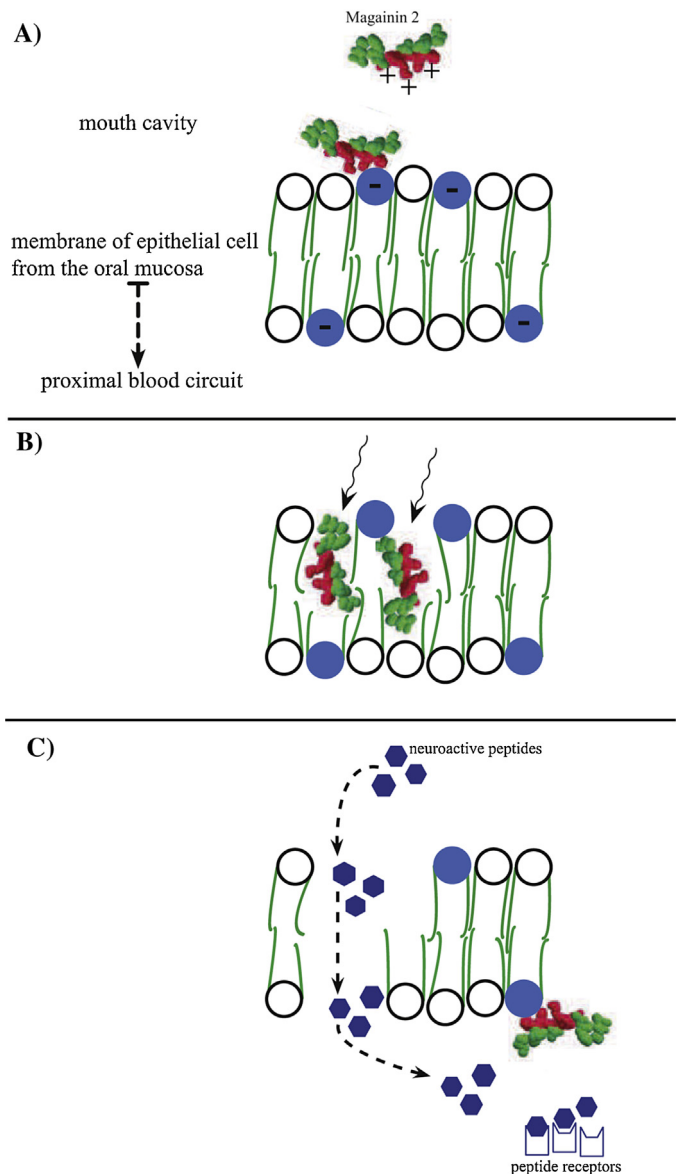 A)
Magainin 2
+
+
+
mouth cavity
-
-
membrane of epithelial cell
from the oral mucosa
-
-
proximal blood circuit
B)
C)
neuroactive peptides
peptide receptors